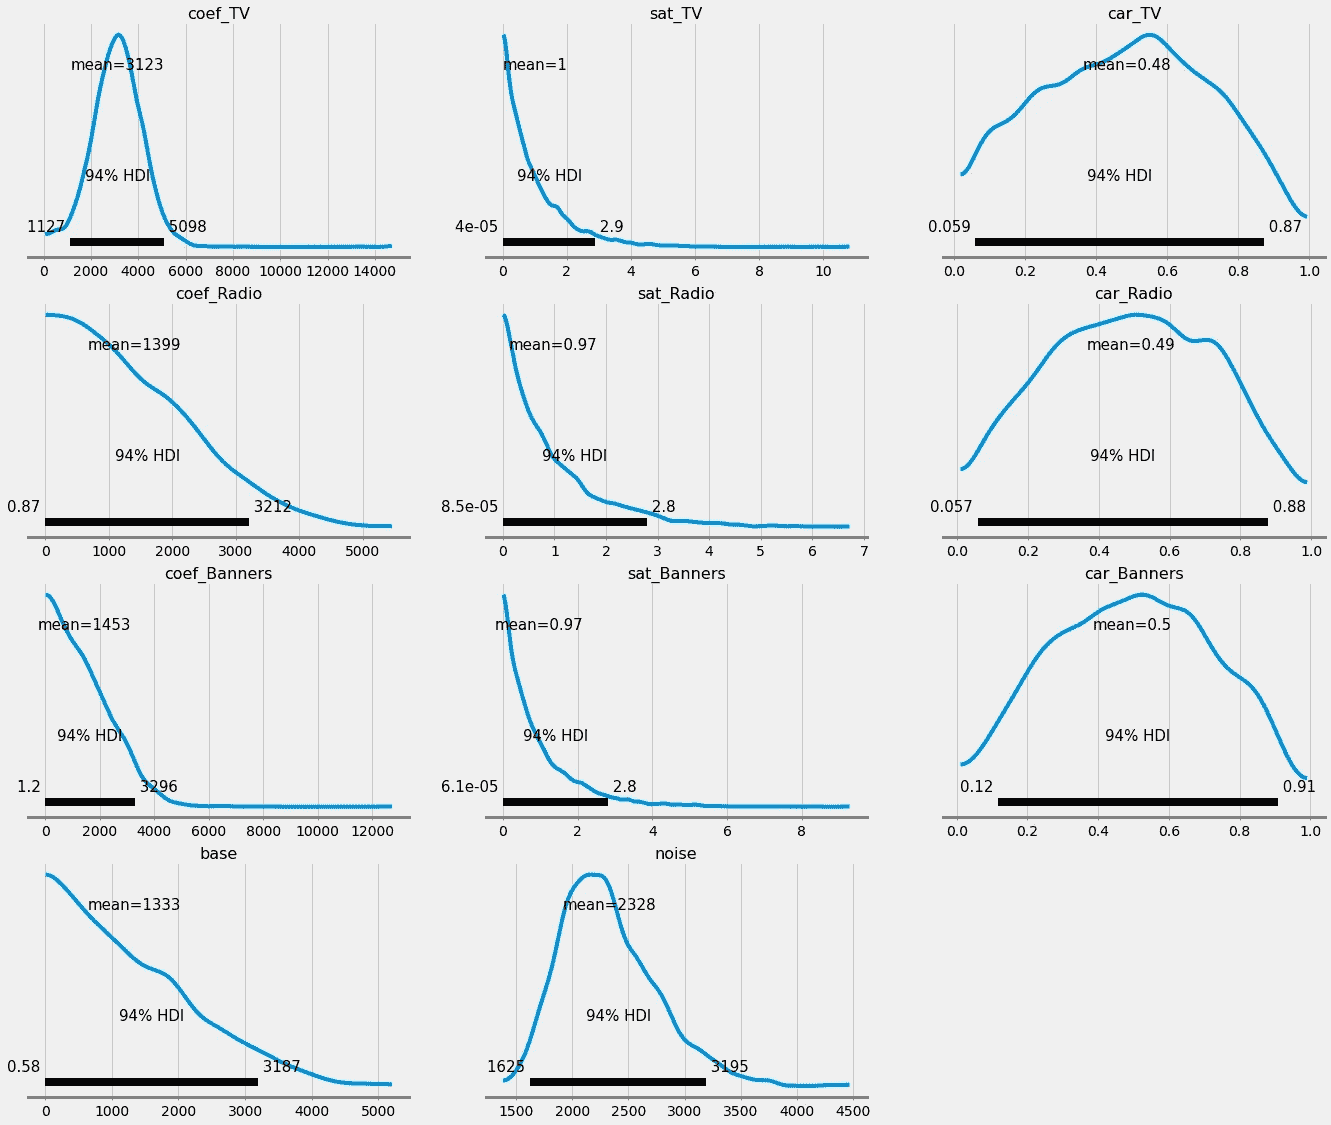 coef_TV
mean=3123
94% HDI
1127 5098
0 2000 4000 6000 8000 10000 12000 14000
sat_TV
mean=1
94% HDI
4e-05 2.9
0 2 4 6 8 10
car_TV
mean=0.48
94% HDI
0.059 0.87
0.0 0.2 0.4 0.6 0.8 1.0
coef_Radio
mean=1399
94% HDI
0.87 3212
0 1000 2000 3000 4000 5000
sat_Radio
mean=0.97
94% HDI
8.5e-05 2.8
0 1 2 3 4 5 6 7
car_Radio
mean=0.49
94% HDI
0.057 0.88
0.0 0.2 0.4 0.6 0.8 1.0
coef_Banners
mean=1453
94% HDI
1.2 3296
0 2000 4000 6000 8000 10000 12000
sat_Banners
mean=0.97
94% HDI
6.1e-05 2.8
0 2 4 6 8
car_Banners
mean=0.5
94% HDI
0.12 0.91
0.0 0.2 0.4 0.6 0.8 1.0
base
mean=1333
94% HDI
0.58 3187
0 1000 2000 3000 4000 5000
noise
mean=2328
94% HDI
1625 3195
1500 2000 2500 3000 3500 4000 4500